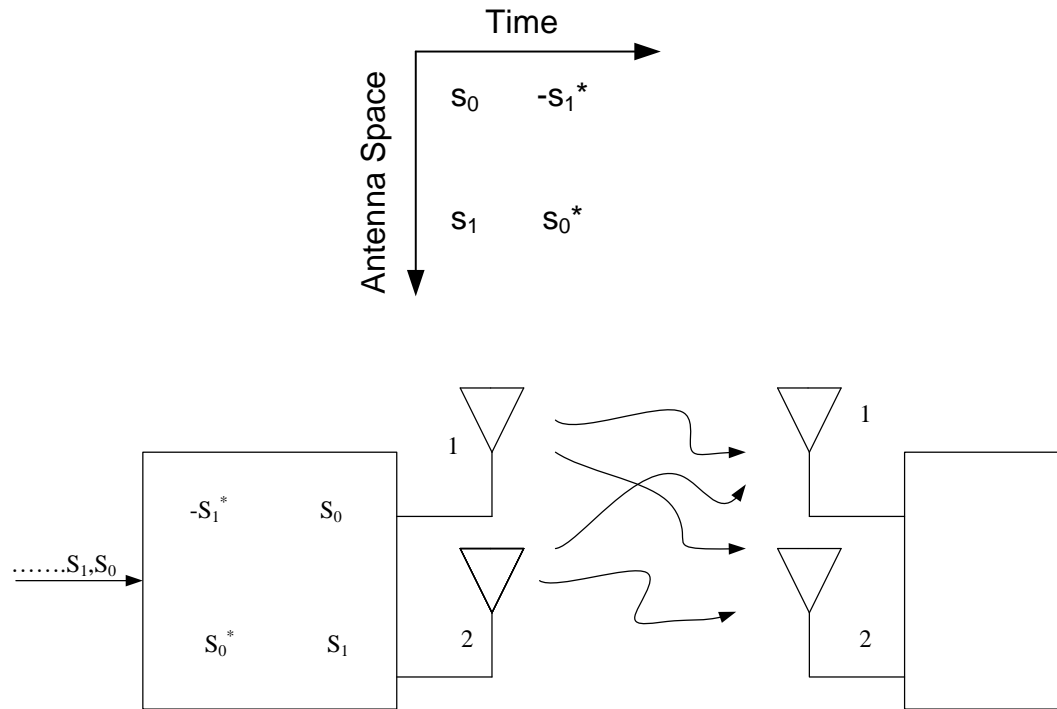 Time
Antenna Space
s₀ -s₁*
s₁ s₀*
1 1
-S₁* S₀
.......S₁,S₀
S₀* S₁ 2 2